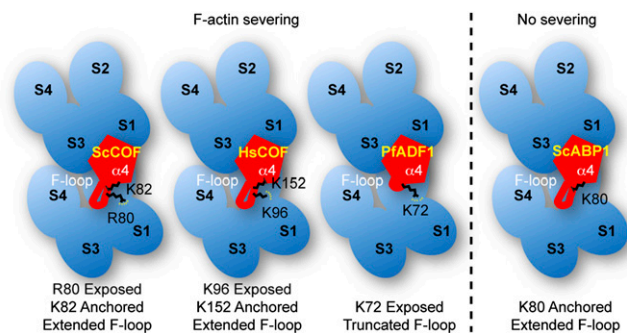 F-actin severing
No severing
S4
S2
S3
S1
ScCOF
α4
F-loop
K82
S4
R80
S3
S1
R80 Exposed
K82 Anchored
Extended F-loop
S4
S2
S3
S1
HsCOF
α4
F-loop
K152
S4
K96
S3
S1
K96 Exposed
K152 Anchored
Extended F-loop
S4
S2
S3
S1
PfADF1
α4
S4
K72
S3
S1
K72 Exposed
Truncated F-loop
S4
S2
S3
S1
ScABP1
α4
F-loop
K80
S4
S3
S1
K80 Anchored
Extended F-loop